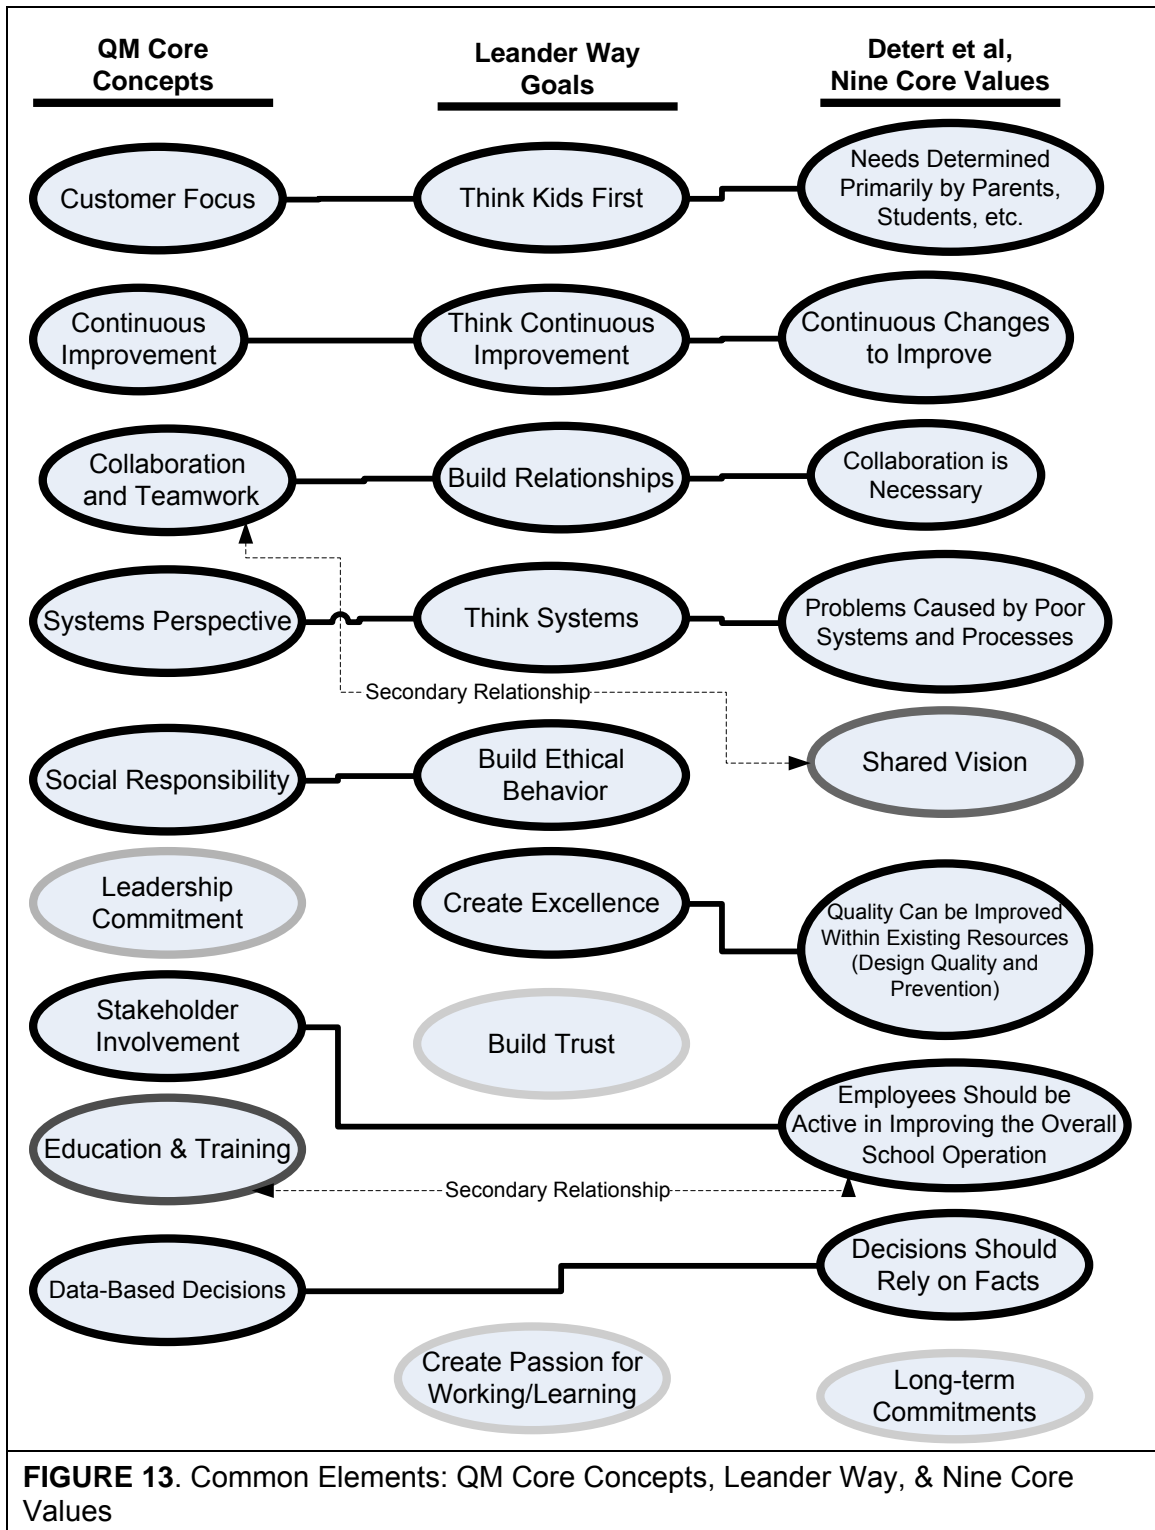 QM Core
Concepts
Leander Way
Goals
Detert et al,
Nine Core Values
Customer Focus
Think Kids First
Needs Determined
Primarily by Parents,
Students, etc.
Continuous
Improvement
Think Continuous
Improvement
Continuous Changes
to Improve
Collaboration
and Teamwork
Build Relationships
Collaboration is
Necessary
Systems Perspective
Think Systems
Problems Caused by Poor
Systems and Processes
Secondary Relationship
Social Responsibility
Build Ethical
Behavior
Shared Vision
Leadership
Commitment
Create Excellence
Quality Can be Improved
Within Existing Resources
(Design Quality and
Prevention)
Stakeholder
Involvement
Build Trust
Employees Should be
Active in Improving the Overall
School Operation
Education & Training
Secondary Relationship
Data-Based Decisions
Decisions Should
Rely on Facts
Create Passion for
Working/Learning
Long-term
Commitments
FIGURE 13. Common Elements: QM Core Concepts, Leander Way, & Nine Core
Values